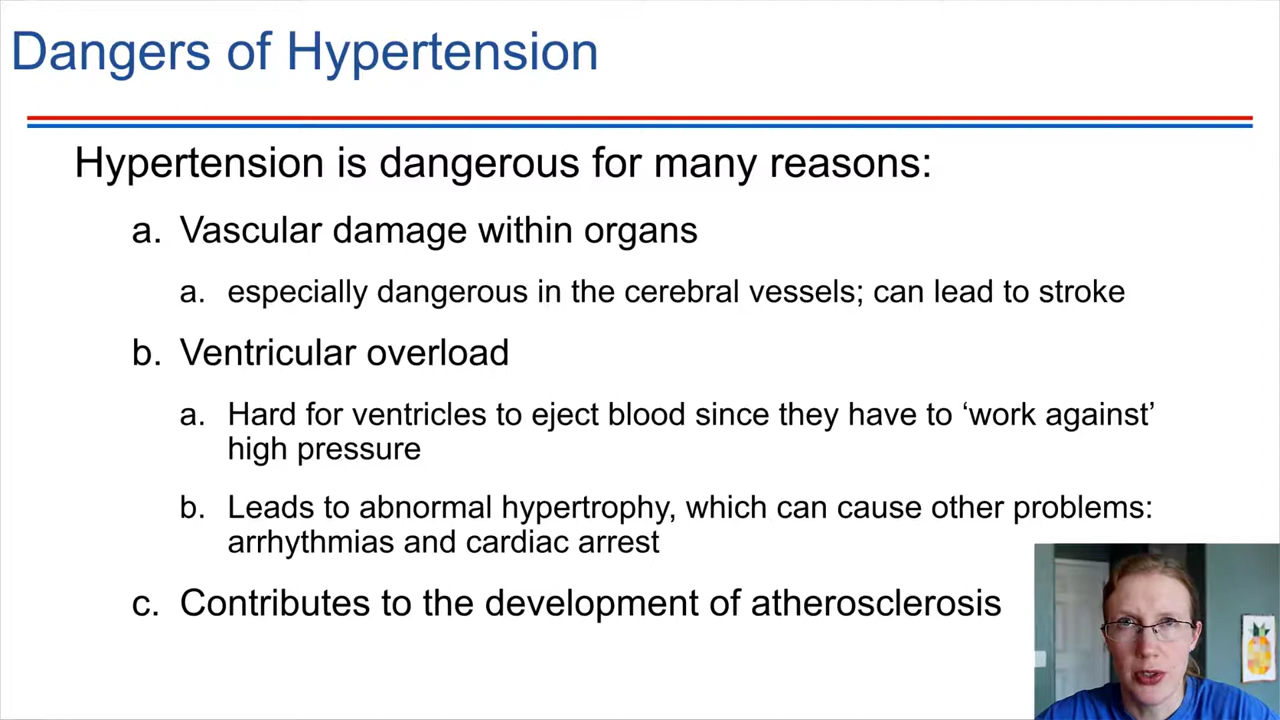 Dangers of Hypertension
Hypertension is dangerous for many reasons:
a. Vascular damage within organs
a. especially dangerous in the cerebral vessels; can lead to stroke
b. Ventricular overload
a. Hard for ventricles to eject blood since they have to ‘work against’
high pressure
b. Leads to abnormal hypertrophy, which can cause other problems:
arrhythmias and cardiac arrest
c. Contributes to the development of atherosclerosis